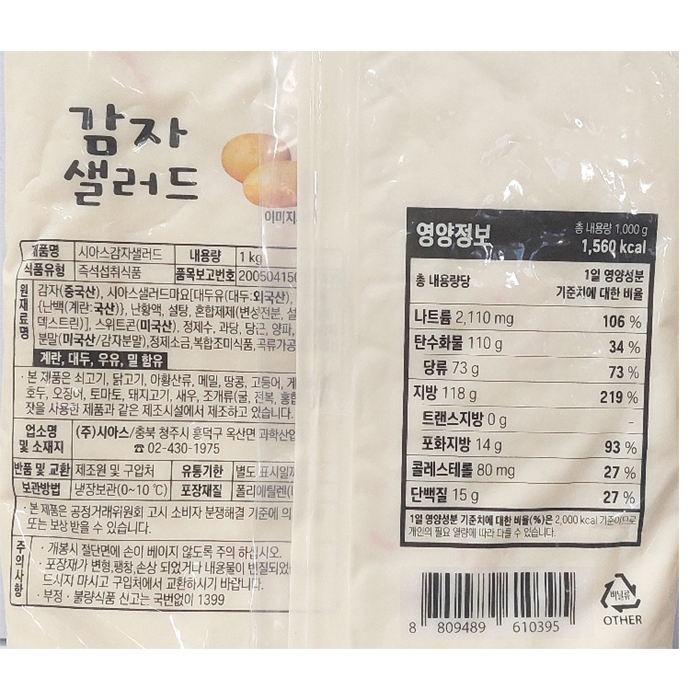 감자
샐러드
이미지
제품명 시아스감자샐러드 내용량 1 kg
식품유형 즉석섭취식품 품목보고번호 200504156
원재료명 감자(중국산), 시아스샐러드마요[대두유(대두:외국산),
{난백(계란:국산)}, 난황액, 설탕, 혼합제제(변성전분, 설
덱스트린)], 스위트콘(미국산), 정제수, 과당, 당근, 양파,
분말(미국산/감자분말), 정제소금, 복합조미식품, 곡류가공
계란, 대두, 우유, 밀 함유
· 본 제품은 쇠고기, 닭고기, 아황산류, 메밀, 땅콩, 고등어, 게
호두, 오징어, 토마토, 돼지고기, 새우, 조개류(굴, 전복, 홍합
잣을 사용한 제품과 같은 제조시설에서 제조하고 있습니다.
업소명 및 소재지 (주)시아스/충북 청주시 흥덕구 옥산면 과학산업
☎ 02-430-1975
반품 및 교환 제조원 및 구입처 유통기한 별도 표시일까
보관방법 냉장보관(0~10 ℃) 포장재질 폴리에틸렌(
· 본 제품은 공정거래위원회 고시 소비자 분쟁해결 기준에 의
또는 보상 받을 수 있습니다.
주의사항 · 개봉시 절단면에 손이 베이지 않도록 주의 하십시오.
· 포장재가 변형,팽창,손상 되었거나 내용물이 변질되었
드시지 마시고 구입처에서 교환하시기 바랍니다.
· 부정 · 불량식품 신고는 국번없이 1399
영양정보 총 내용량 1,000 g
1,560 kcal
총 내용량당 1일 영양성분
기준치에 대한 비율
나트륨 2,110 mg 106 %
탄수화물 110 g 34 %
당류 73 g 73 %
지방 118 g 219 %
트랜스지방 0 g -
포화지방 14 g 93 %
콜레스테롤 80 mg 27 %
단백질 15 g 27 %
1일 영양성분 기준치에 대한 비율(%)은 2,000 kcal 기준이므로
개인의 필요 열량에 따라 다를 수 있습니다.
8 809489 610395
비닐류
OTHER